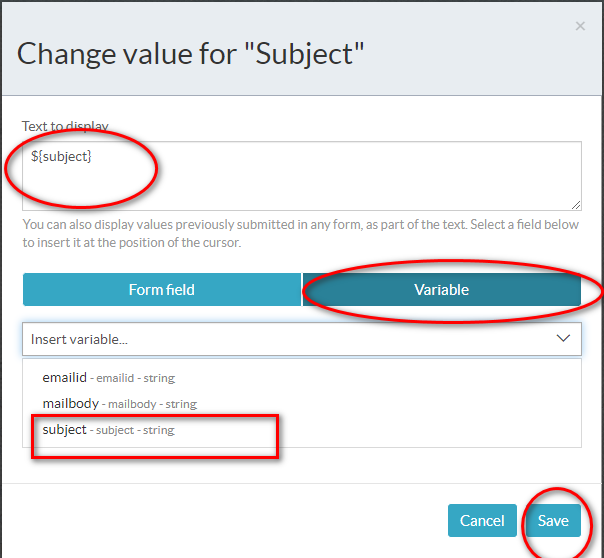 ×
Change value for "Subject"
Text to display
${subject}
You can also display values previously submitted in any form, as part of the text. Select a field below
to insert it at the position of the cursor.
Form field
Variable
Insert variable...
emailid - emailid - string
mailbody - mailbody - string
subject - subject - string
Cancel
Save